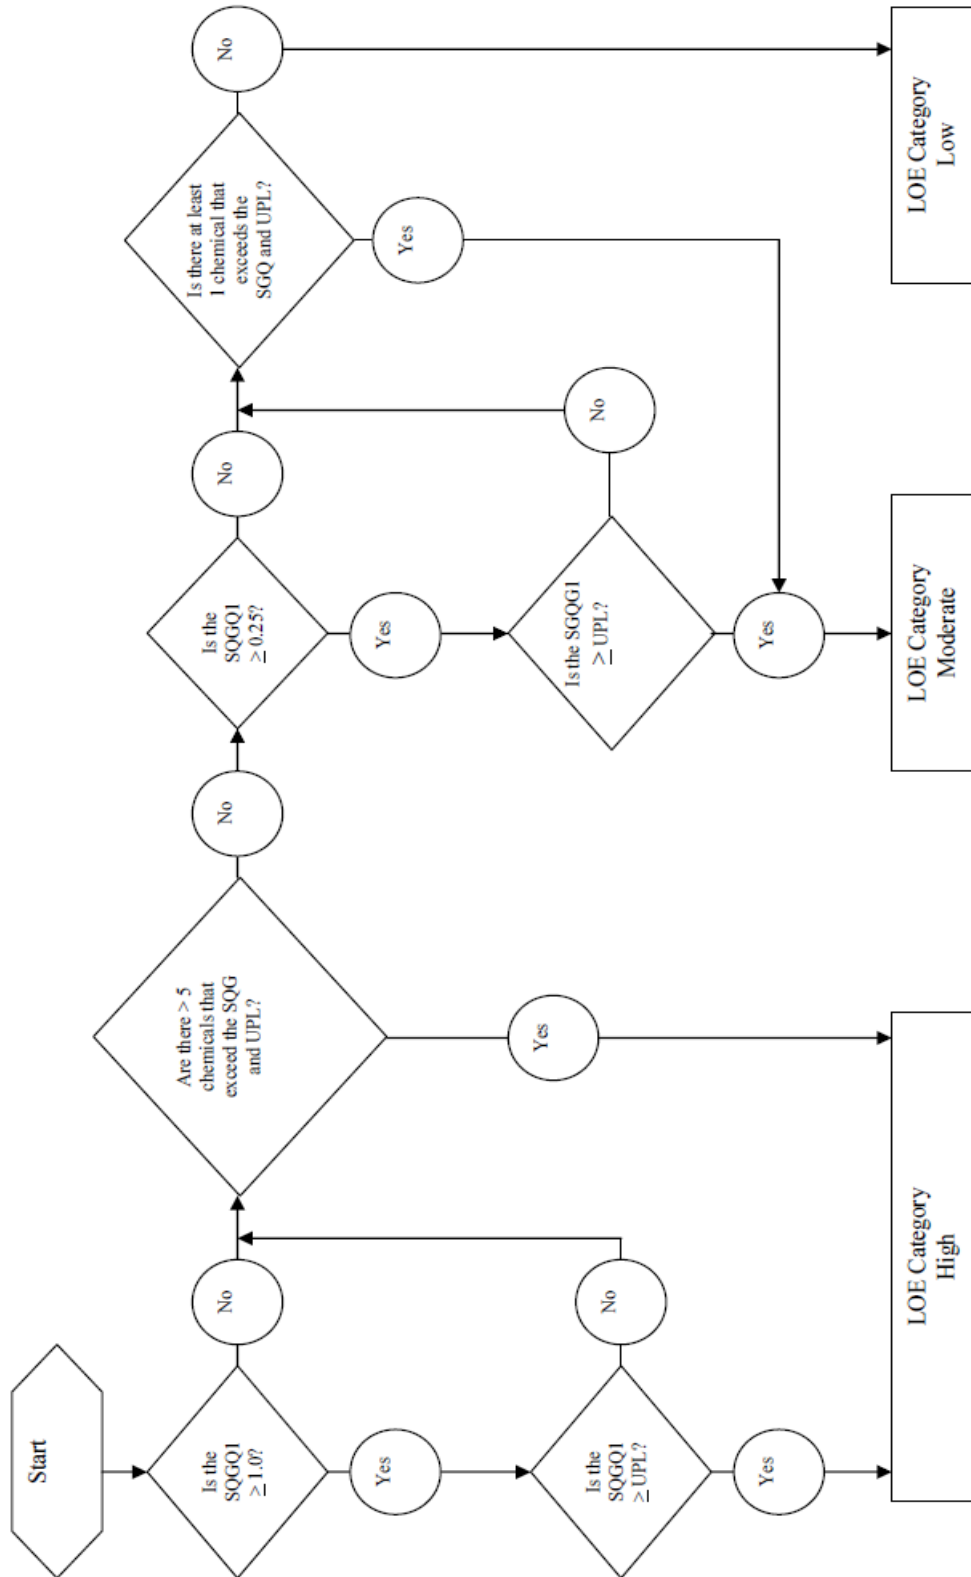 Start
Is the
SQGQ1
≥ 1.0?
No
Yes
Is the
SQGQ1
≥ UPL?
No
Yes
Are there > 5
chemicals that
exceed the SQG
and UPL?
No
Yes
LOE Category
High
Is the
SQGQ1
≥ 0.25?
No
Yes
Is the SGQG1
≥ UPL?
No
Yes
LOE Category
Moderate
Is there at least
1 chemical that
exceeds the
SGQ and UPL?
No
Yes
LOE Category
Low